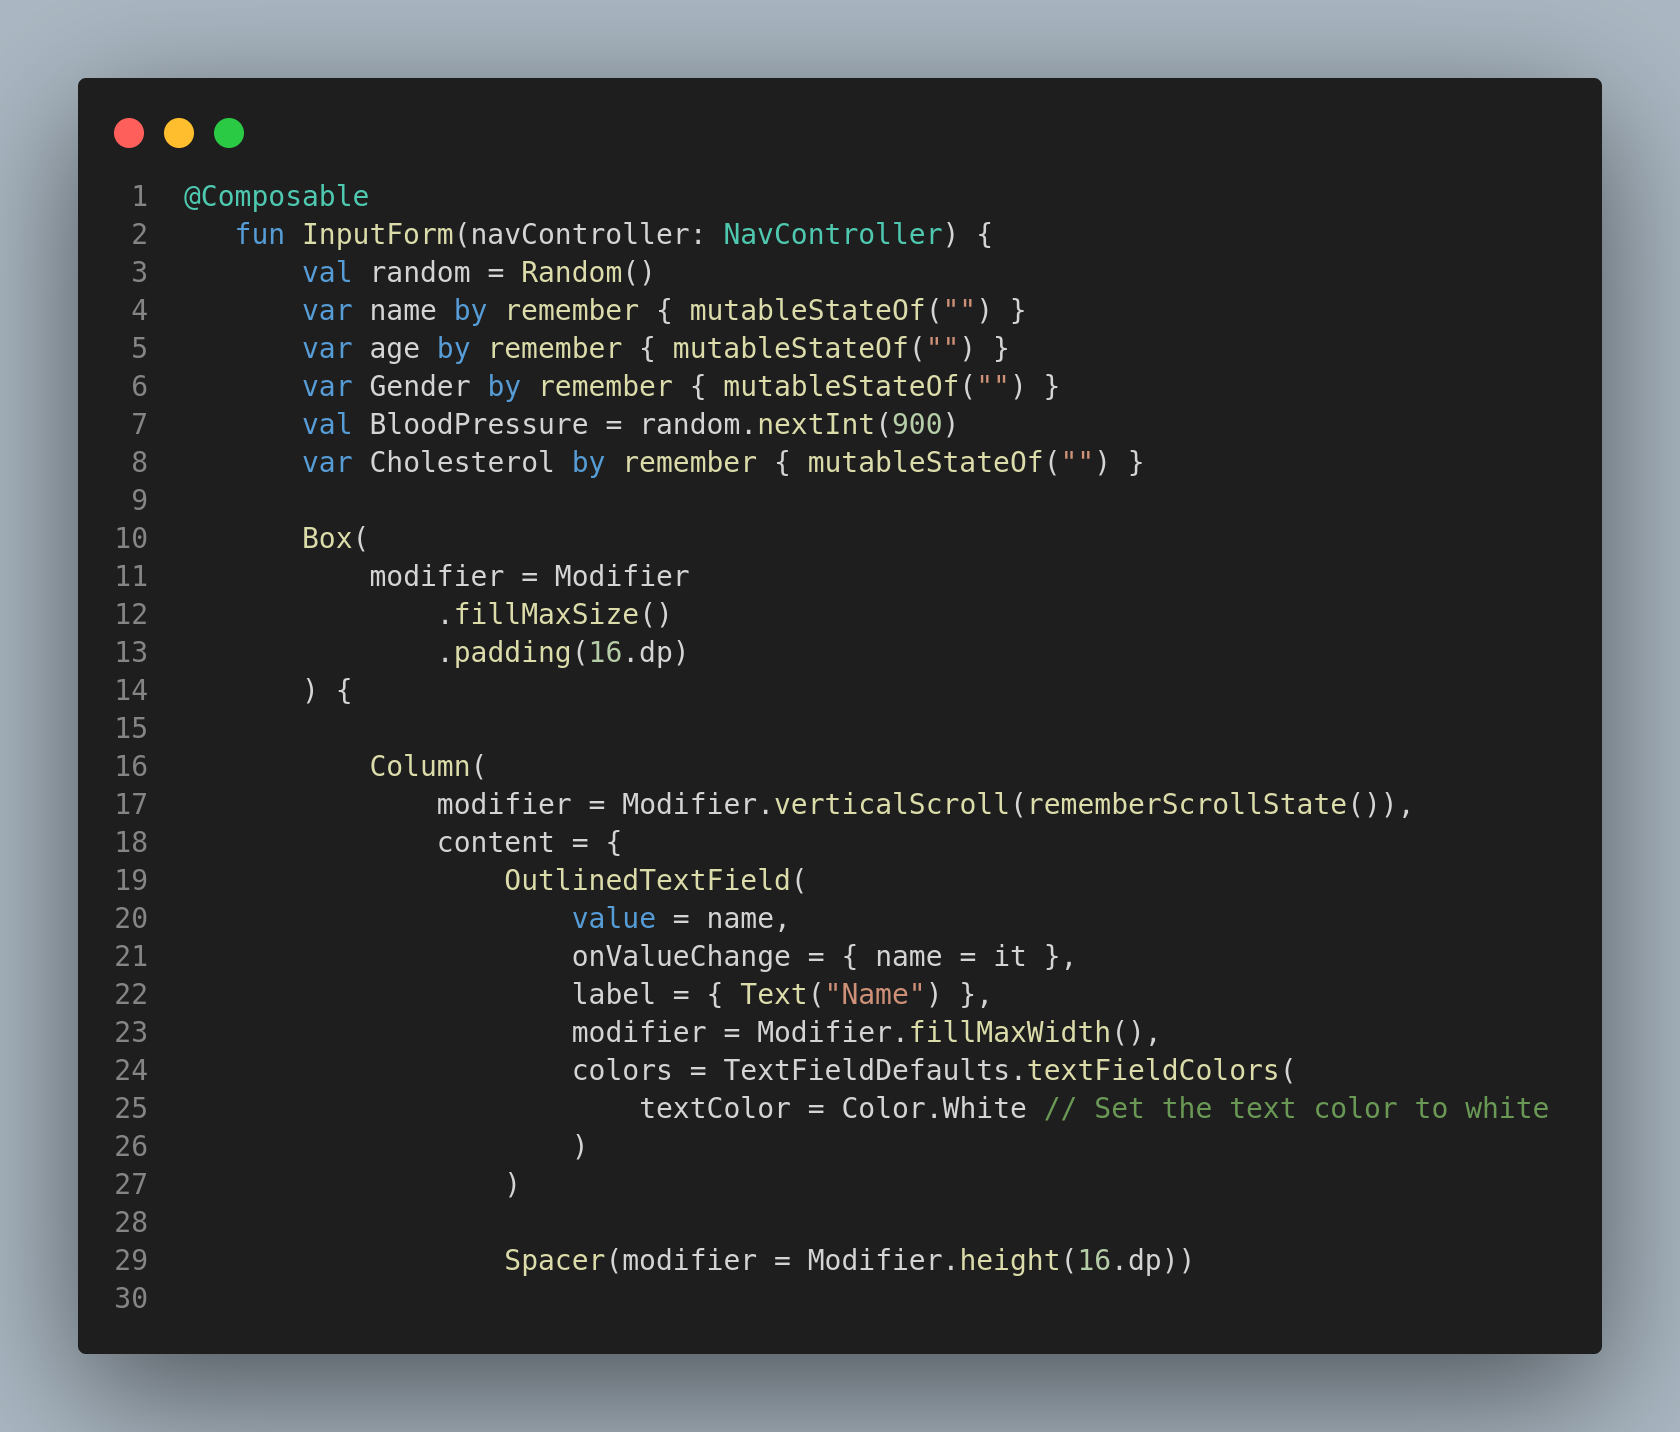 1 @Composable
2    fun InputForm(navController: NavController) {
3        val random = Random()
4        var name by remember { mutableStateOf("") }
5        var age by remember { mutableStateOf("") }
6        var Gender by remember { mutableStateOf("") }
7        val BloodPressure = random.nextInt(900)
8        var Cholesterol by remember { mutableStateOf("") }
9
10        Box(
11            modifier = Modifier
12                .fillMaxSize()
13                .padding(16.dp)
14        ) {
15
16            Column(
17                modifier = Modifier.verticalScroll(rememberScrollState()),
18                content = {
19                    OutlinedTextField(
20                        value = name,
21                        onValueChange = { name = it },
22                        label = { Text("Name") },
23                        modifier = Modifier.fillMaxWidth(),
24                        colors = TextFieldDefaults.textFieldColors(
25                            textColor = Color.White // Set the text color to white
26                        )
27                    )
28
29                    Spacer(modifier = Modifier.height(16.dp))
30